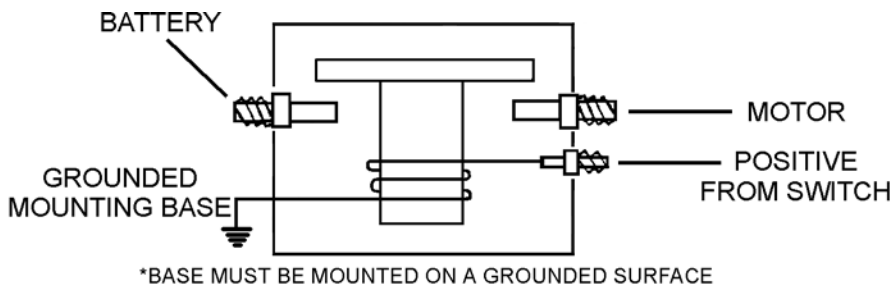 BATTERY
MOTOR
POSITIVE
FROM SWITCH
GROUNDED
MOUNTING BASE
*BASE MUST BE MOUNTED ON A GROUNDED SURFACE